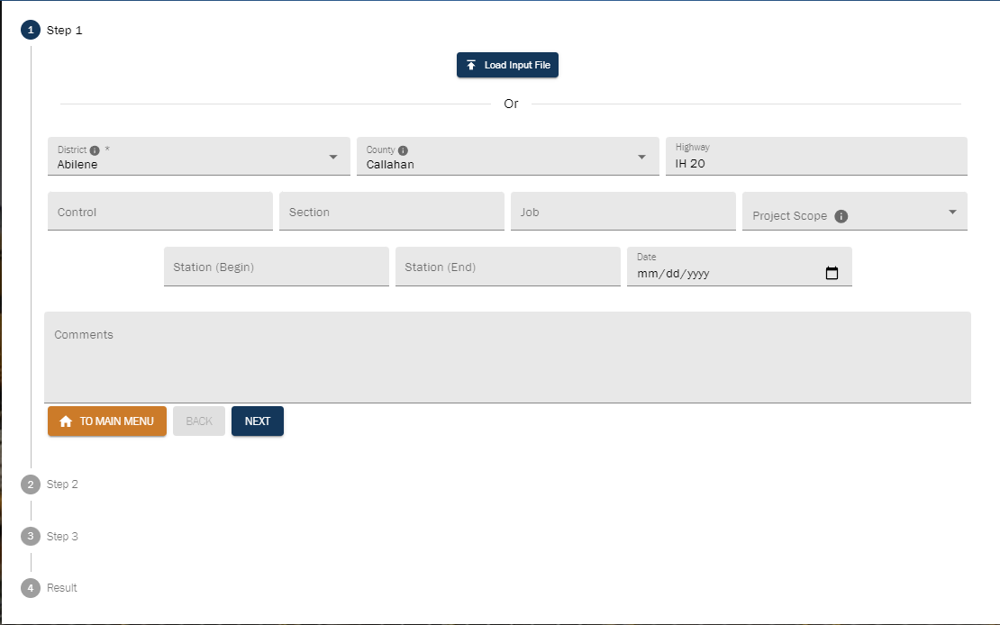 1 Step 1
Load Input File
Or
District i * County i Highway
Abilene Callahan IH 20
Control Section Job Project Scope i
Station (Begin) Station (End) Date
mm/dd/yyyy
Comments
TO MAIN MENU BACK NEXT
2 Step 2
3 Step 3
4 Result